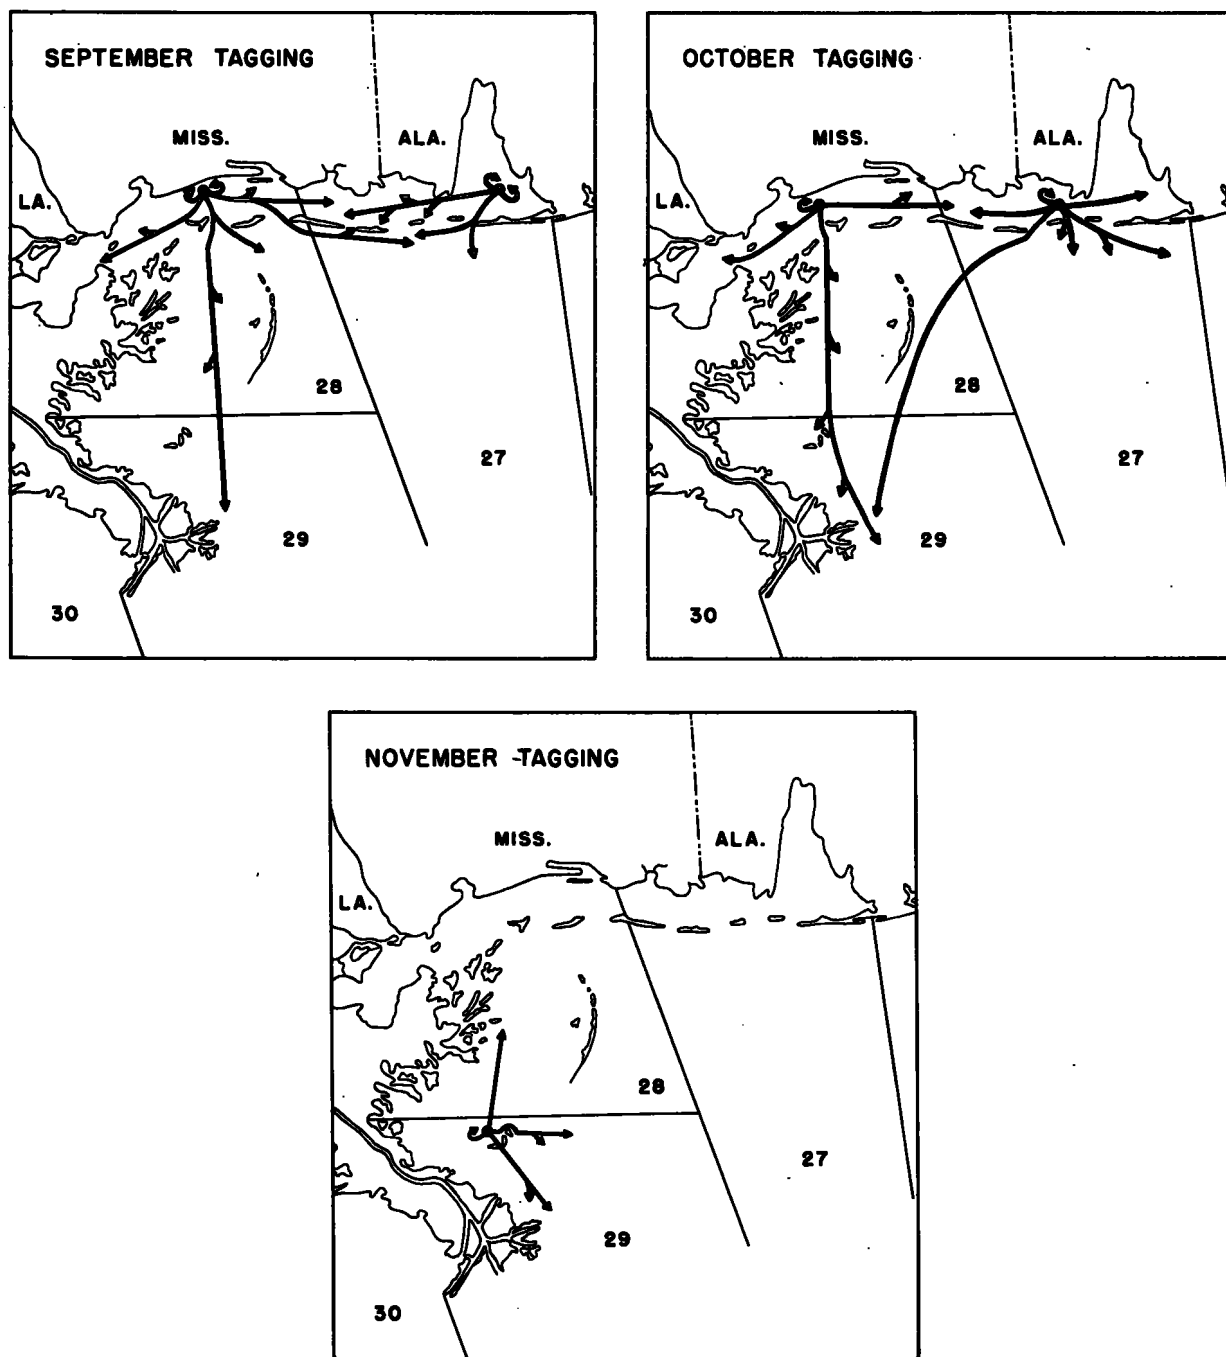 SEPTEMBER TAGGING
MISS.
ALA.
LA.
28
27
29
30
OCTOBER TAGGING
MISS.
ALA.
LA.
28
27
29
30
NOVEMBER TAGGING
MISS.
ALA.
LA.
28
27
29
30